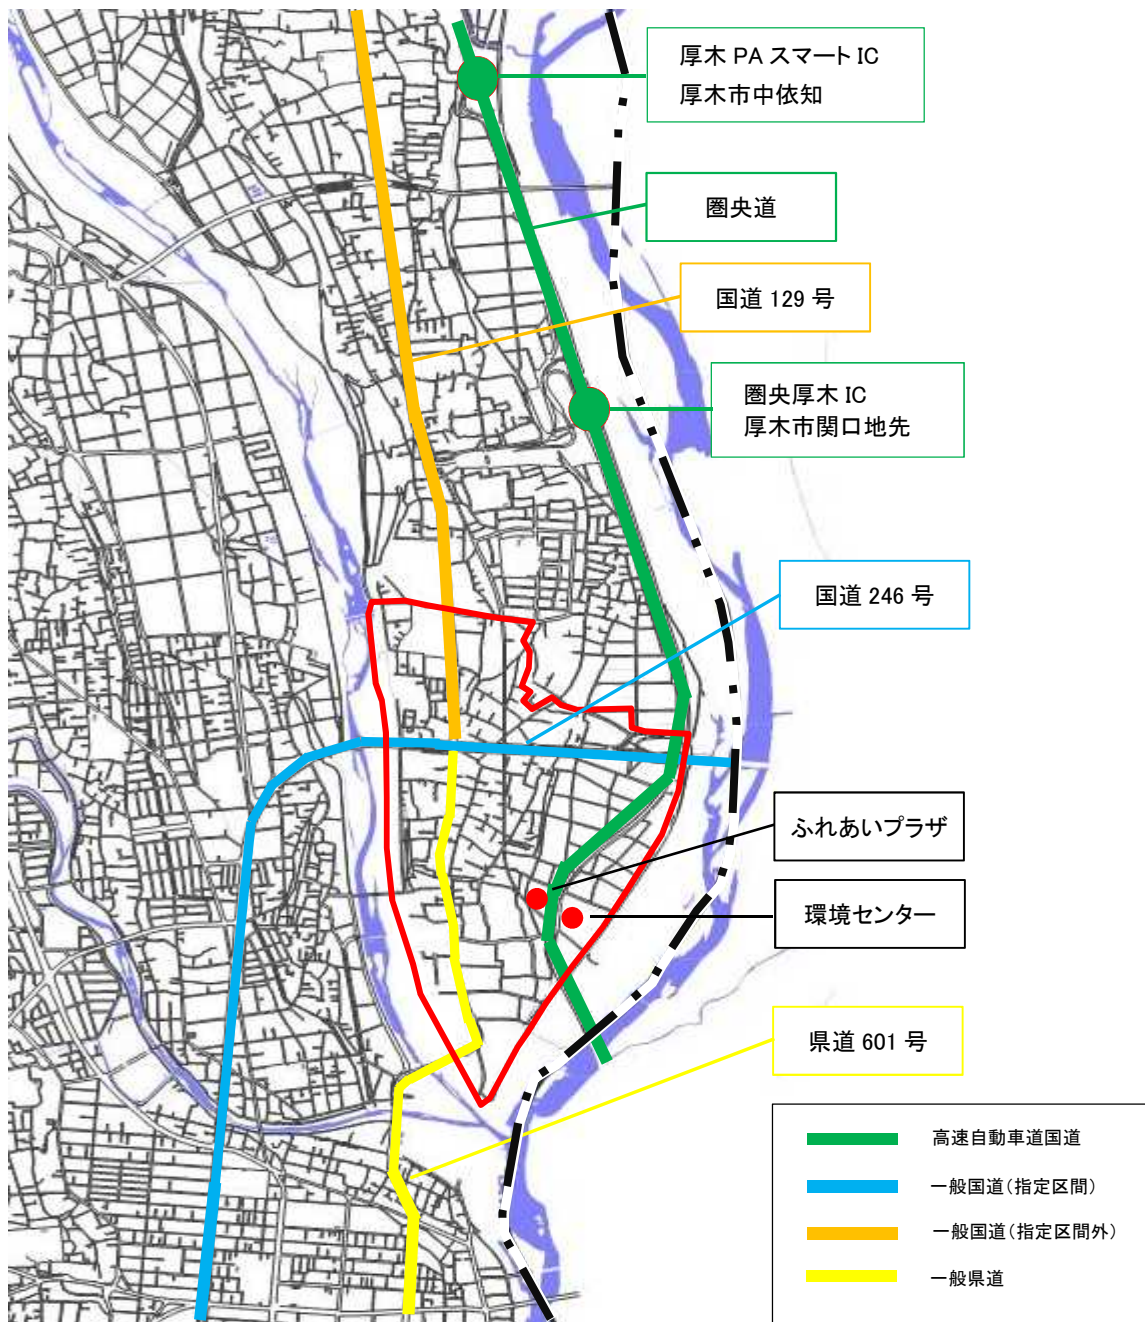 厚木 PA スマート IC
厚木市中依知
圏央道
国道 129 号
圏央厚木 IC
厚木市関口地先
国道 246 号
ふれあいプラザ
環境センター
県道 601 号
高速自動車道国道
一般国道(指定区間)
一般国道(指定区間外)
一般県道